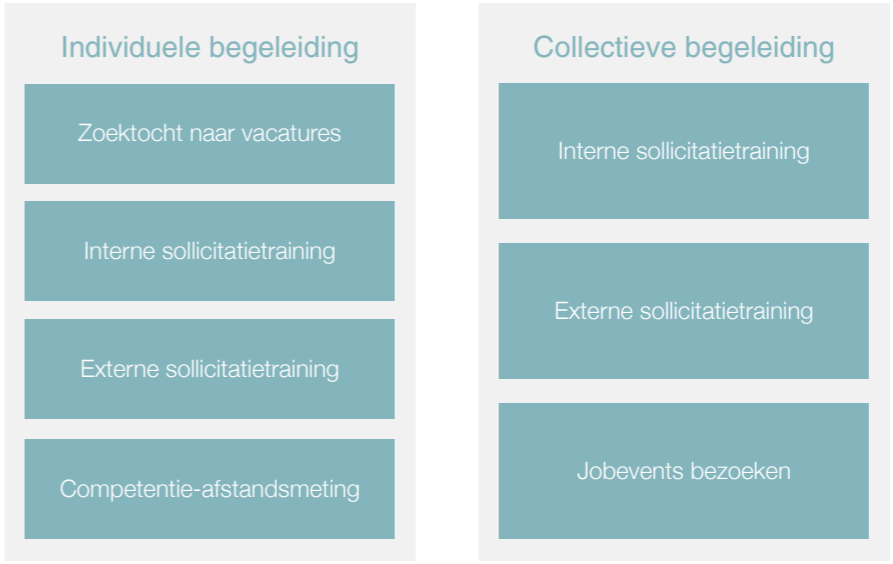 Individuele begeleiding
Zoektocht naar vacatures
Interne sollicitatietraining
Externe sollicitatietraining
Competentie-afstandsmeting
Collectieve begeleiding
Interne sollicitatietraining
Externe sollicitatietraining
Jobevents bezoeken